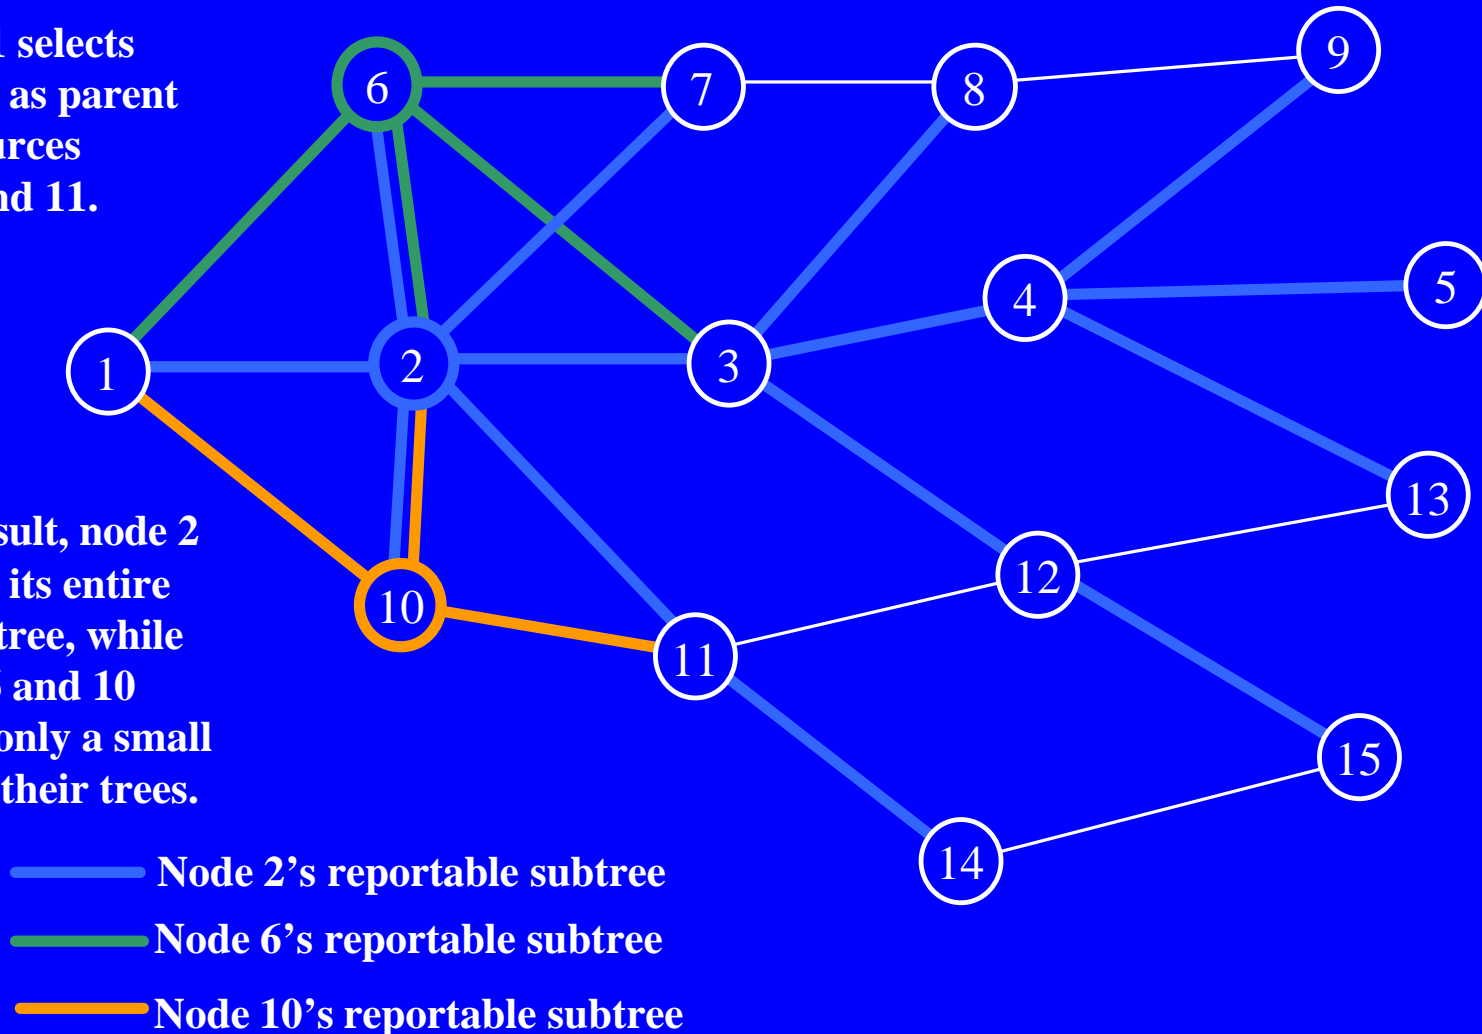 selects
as parent
nd 11.
sult, node 2
its entire
tree, while
and 10
only a small
their trees.
6
7
8
9
1
2
3
4
5
10
11
12
13
14
15
Node 2’s reportable subtree
Node 6’s reportable subtree
Node 10’s reportable subtree